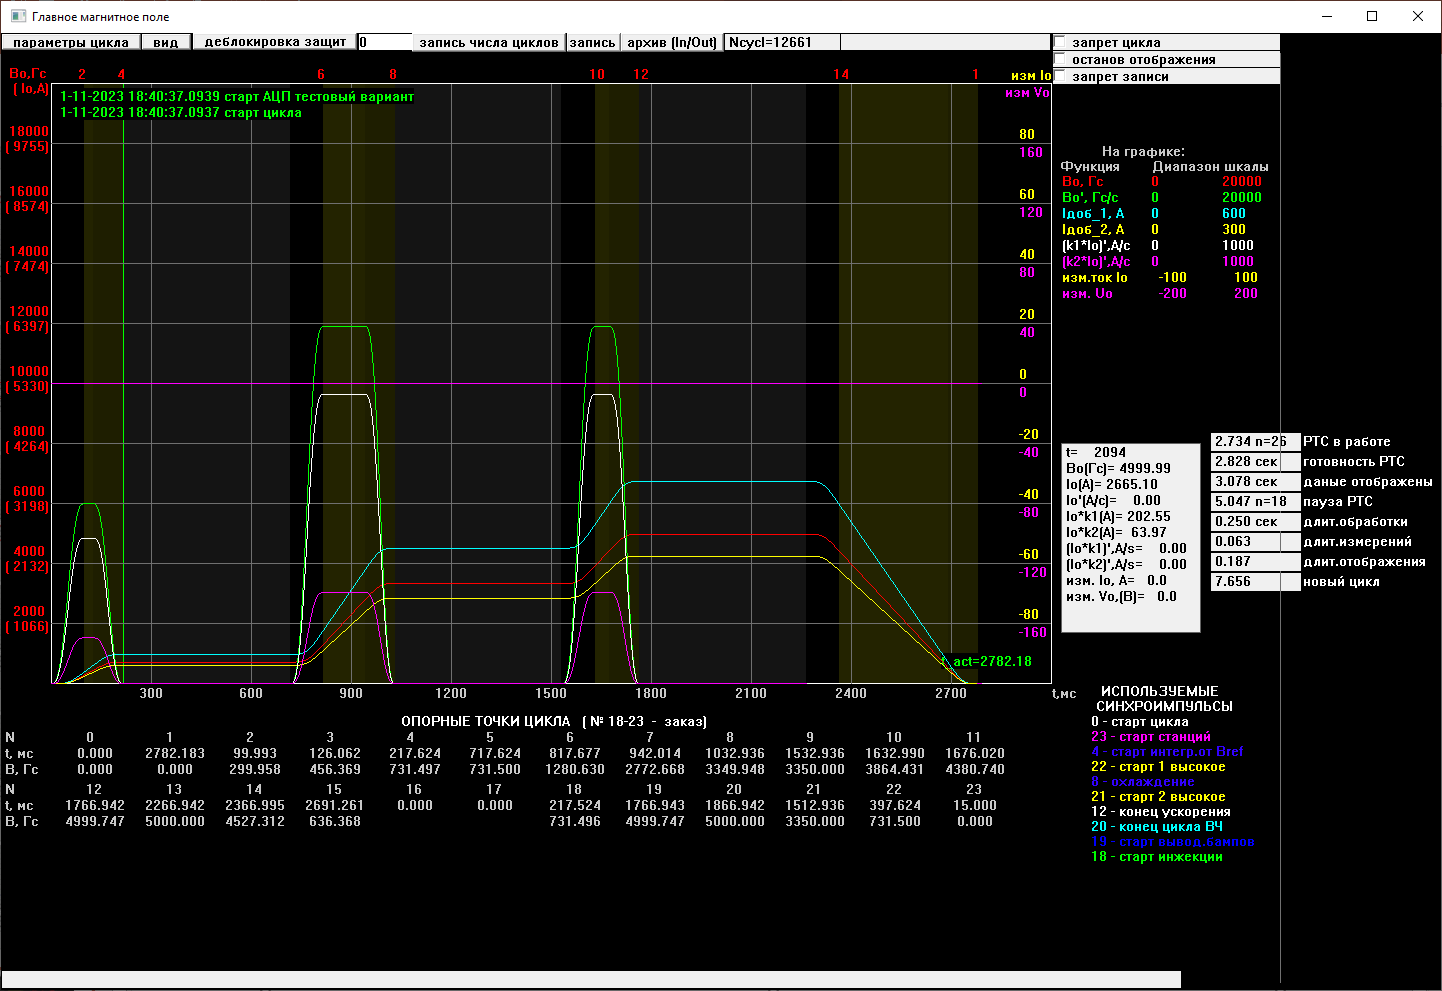 Главное магнитное поле
параметры цикла вид деблокировка защит 0 запись числа циклов запись архив (In/Out) Ncycl=12661
запрет цикла
останов отображения
запрет записи
Bo,Гс 2 4 6 8 10 12 14 1 изм Io
( Io,A) изм Vo
1-11-2023 18:40:37.0939 старт АЦП тестовый вариант
1-11-2023 18:40:37.0937 старт цикла
18000
( 9755)
16000
( 8574)
14000
( 7474)
12000
( 6397)
10000
( 5330)
8000
( 4264)
6000
( 3198)
4000
( 2132)
2000
( 1066)
80
160
60
120
40
80
20
40
0
0
-20
-40
-40
-80
-60
-120
-80
-160
t_act=2782.18
300 600 900 1200 1500 1800 2100 2400 2700 t,мс
На графике:
Функция Диапазон шкалы
Bo, Гс 0 20000
Bo', Гс/с 0 20000
Iдоб_1, А 0 600
Iдоб_2, А 0 300
(k1*Io)',A/c 0 1000
(k2*Io)',A/c 0 1000
изм.ток Io -100 100
изм. Uo -200 200
t= 2094
Bo(Гс)= 4999.99
Io(A)= 2665.10
Io'(A/c)= 0.00
Io*k1(A)= 202.55
Io*k2(A)= 63.97
(Io*k1)',A/s= 0.00
(Io*k2)',A/s= 0.00
изм. Io, A= 0.0
изм. Vo,(B)= 0.0
2.734 n=26 РТС в работе
2.828 сек готовность РТС
3.078 сек даные отображены
5.047 n=18 пауза РТС
0.250 сек длит.обработки
0.063 длит.измерений
0.187 длит.отображения
7.656 новый цикл
ОПОРНЫЕ ТОЧКИ ЦИКЛА ( № 18-23 - заказ)
N 0 1 2 3 4 5 6 7 8 9 10 11
t, мс 0.000 2782.183 99.993 126.062 217.624 717.624 817.677 942.014 1032.936 1532.936 1632.990 1676.020
B, Гс 0.000 0.000 299.958 456.369 731.497 731.500 1280.630 2772.668 3349.948 3350.000 3864.431 4380.740
N 12 13 14 15 16 17 18 19 20 21 22 23
t, мс 1766.942 2266.942 2366.995 2691.261 0.000 0.000 217.524 1766.943 1866.942 1512.936 397.624 15.000
B, Гс 4999.747 5000.000 4527.312 636.368 731.496 4999.747 5000.000 3350.000 731.500 0.000
ИСПОЛЬЗУЕМЫЕ
СИНХРОИМПУЛЬСЫ
0 - старт цикла
23 - старт станций
4 - старт интегр.от Bref
22 - старт 1 высокое
8 - охлаждение
21 - старт 2 высокое
12 - конец ускорения
20 - конец цикла ВЧ
19 - старт вывод.бампов
18 - старт инжекции